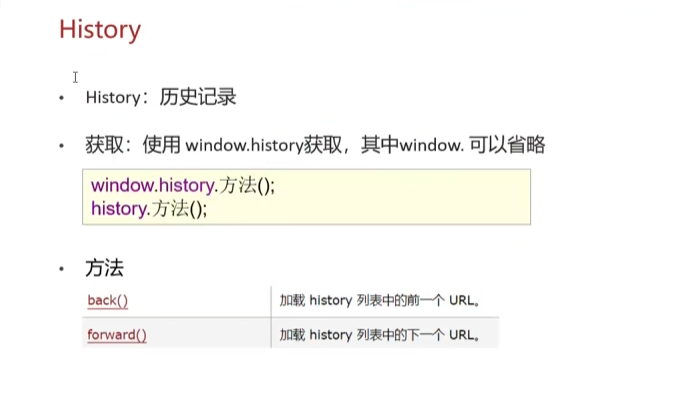 History
• History：历史记录
• 获取：使用 window.history获取，其中window. 可以省略
window.history.方法();
history.方法();
• 方法
back() 加载 history 列表中的前一个 URL。
forward() 加载 history 列表中的下一个 URL。